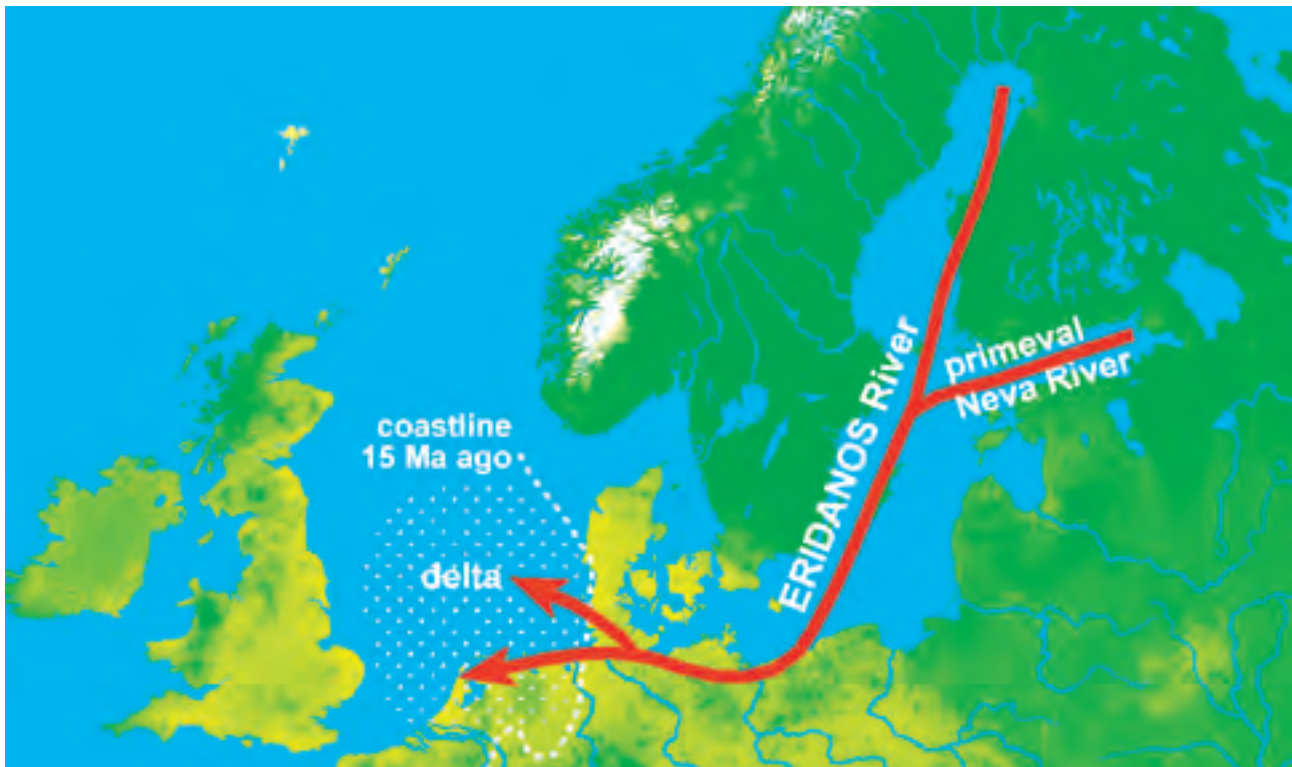 primeval
Neva River
ERIDANOS River
coastline
15 Ma ago
delta